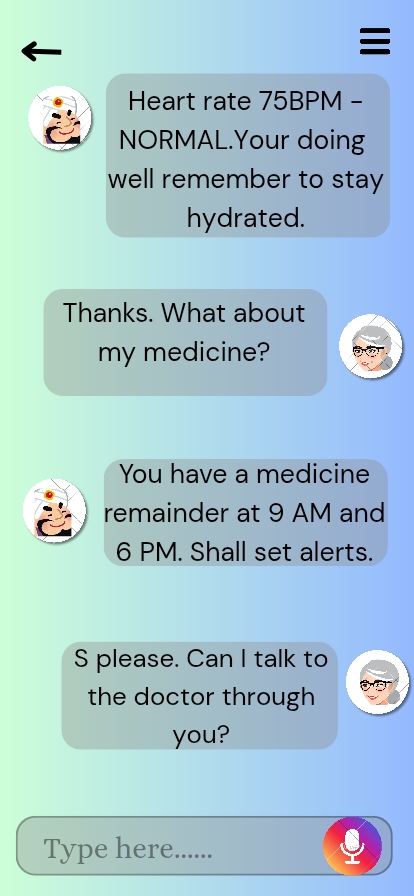 Heart rate 75BPM -
NORMAL.Your doing
well remember to stay
hydrated.
Thanks. What about
my medicine?
You have a medicine
remainder at 9 AM and
6 PM. Shall set alerts.
S please. Can I talk to
the doctor through
you?
Type here......